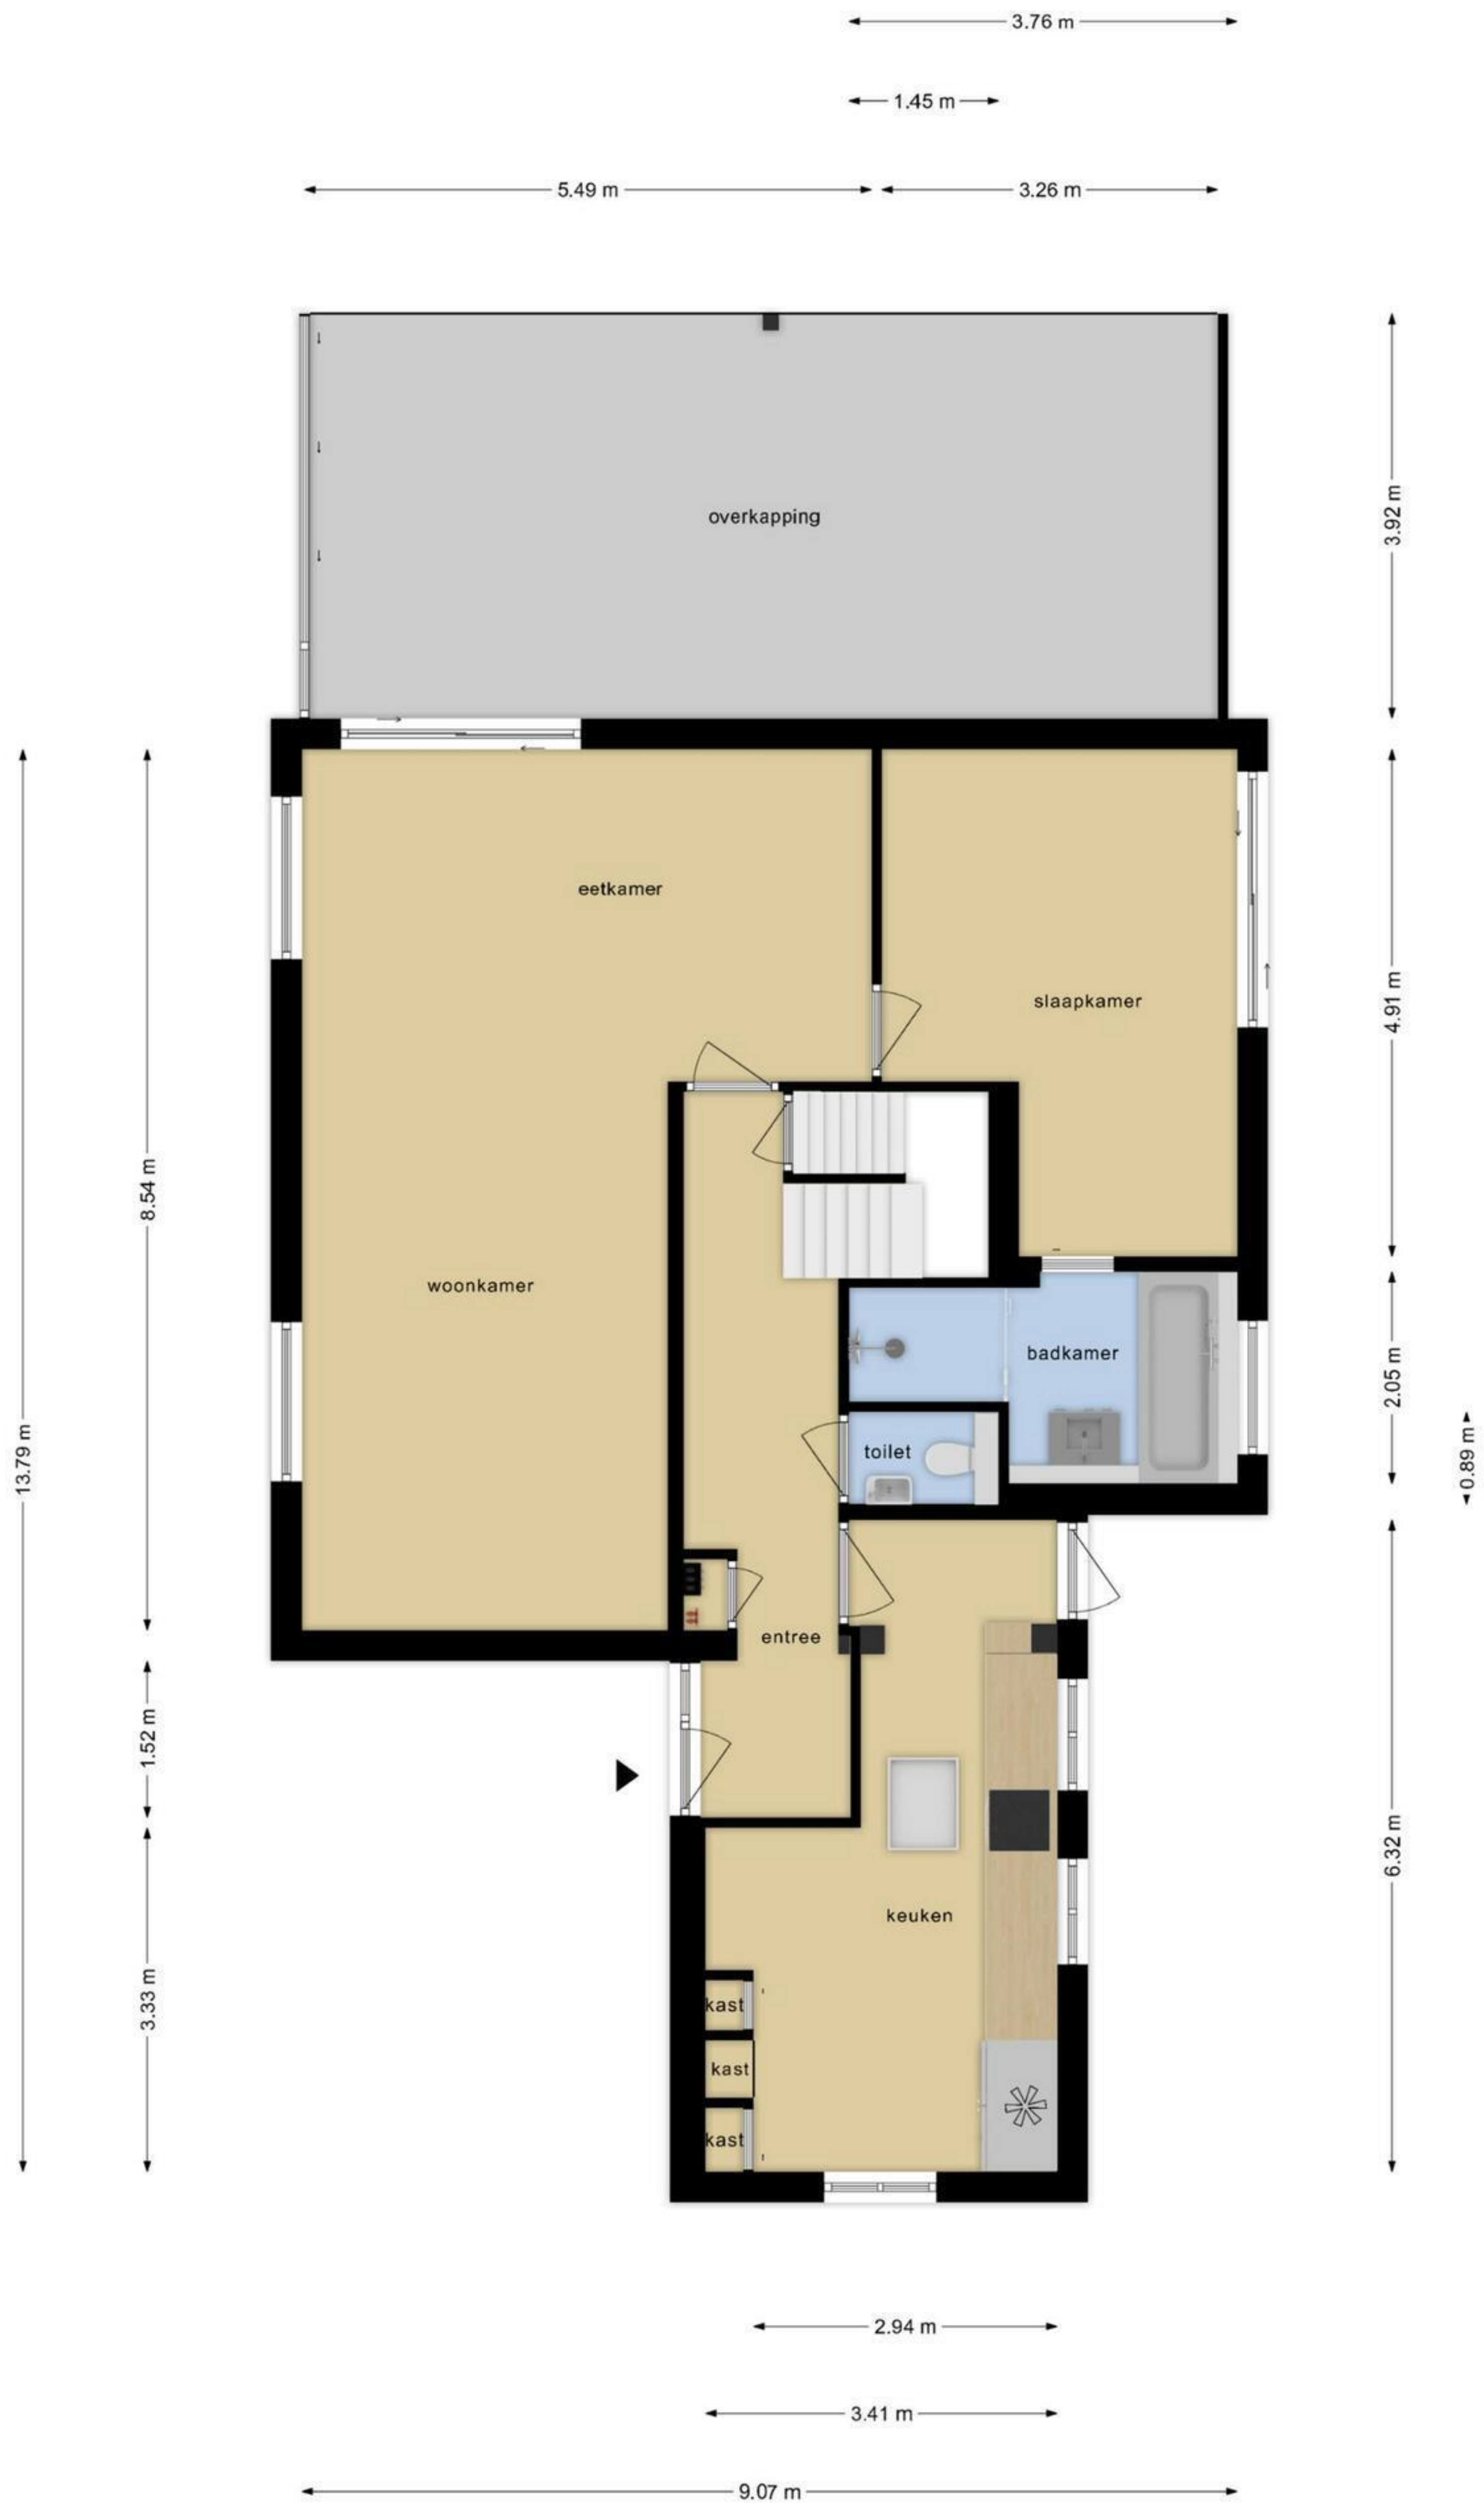 3.76 m
1.45 m
5.49 m
3.26 m
overkapping
3.92 m
eetkamer
slaapkamer
4.91 m
8.54 m
woonkamer
badkamer
2.05 m
toilet
13.79 m
0.89 m
entree
1.52 m
6.32 m
keuken
3.33 m
kast
kast
kast
2.94 m
3.41 m
9.07 m